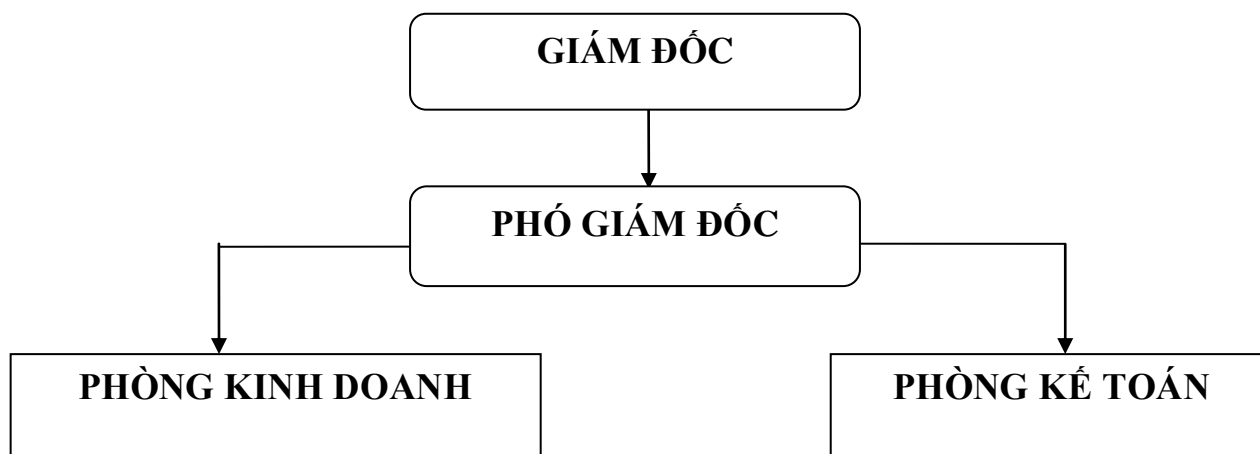 GIÁM ĐỐC
PHÓ GIÁM ĐỐC
PHÒNG KINH DOANH
PHÒNG KẾ TOÁN